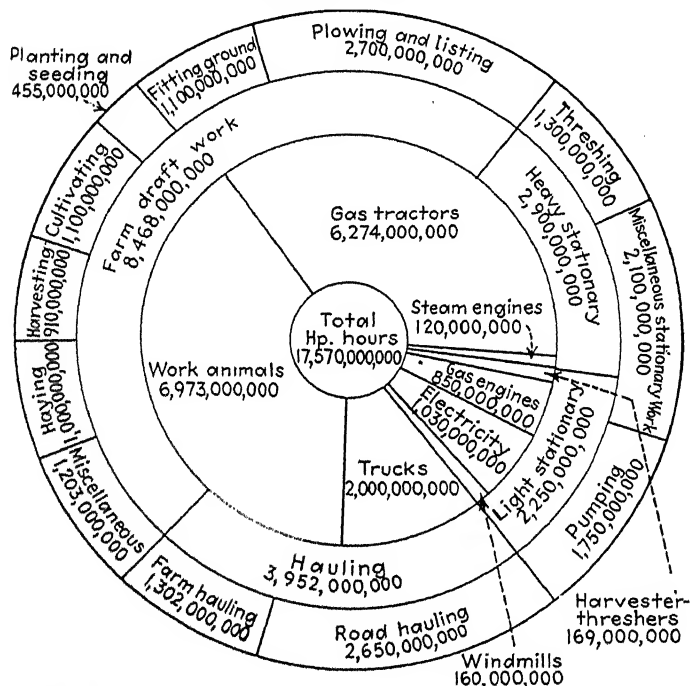 Plowing and listing
2,700,000,000
Threshing
1,300,000,000
Miscellaneous stationary Work
2,100,000,000
Pumping
1,750,000,000
Road hauling
2,650,000,000
Farm hauling
1,302,000,000
Miscellaneous
1,203,000,000
Haying
1,000,000,000
Harvesting
910,000,000
Cultivating
1,100,000,000
Planting and
seeding
455,000,000
Fitting ground
1,100,000,000
Farm draft work
8,468,000,000
Heavy stationary
2,900,000,000
Light stationary
2,250,000,000
Hauling
3,952,000,000
Gas tractors
6,274,000,000
Steam engines
120,000,000
Gas engines
850,000,000
Electricity
1,030,000,000
Trucks
2,000,000,000
Work animals
6,973,000,000
Total
Hp. hours
17,570,000,000
Harvester-
threshers
169,000,000
Windmills
160,000,000